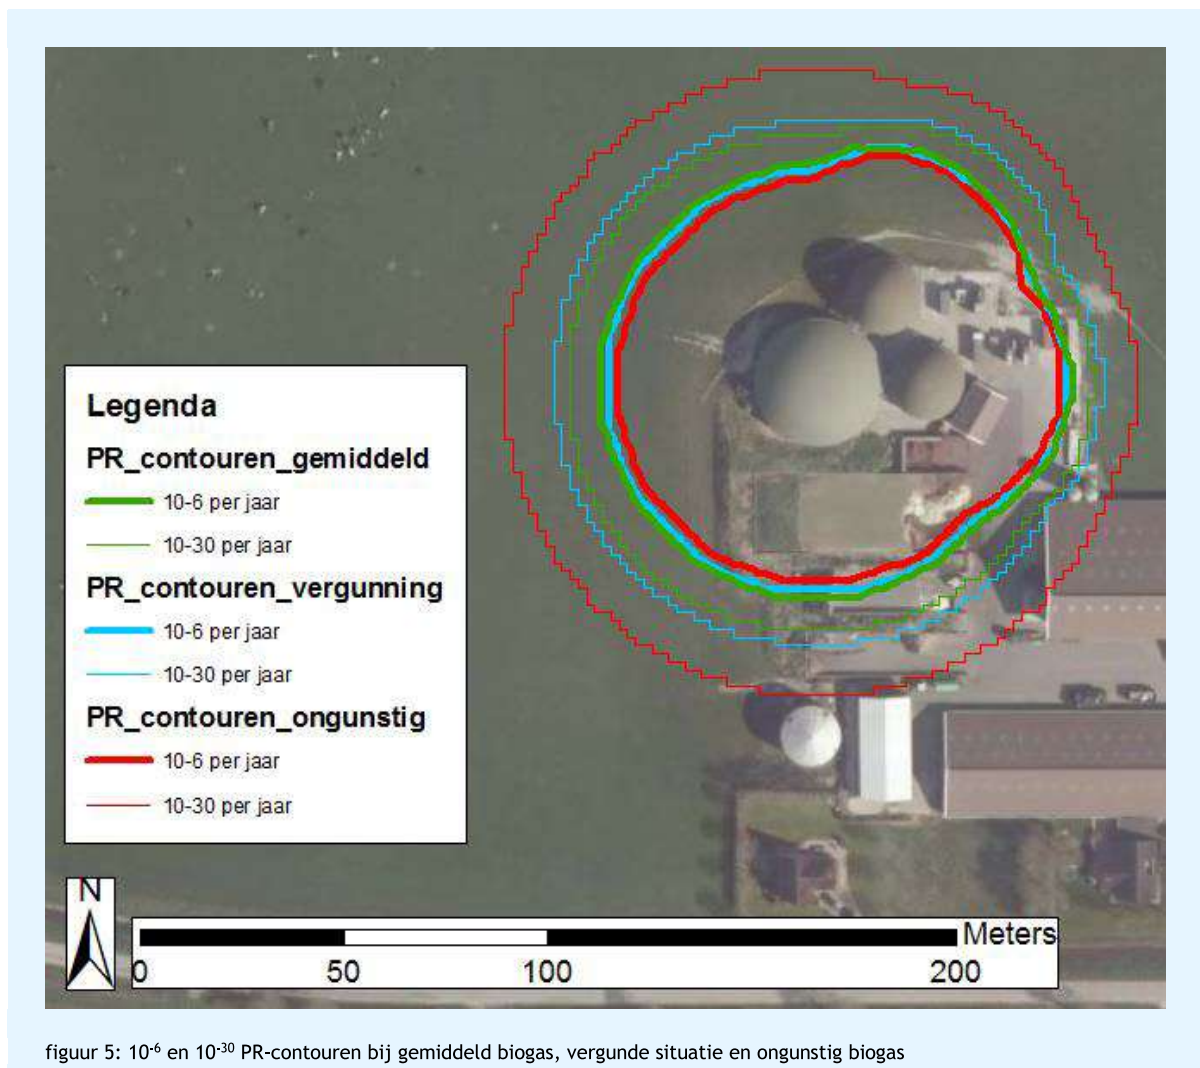 Legenda
PR_contouren_gemiddeld
10-6 per jaar
10-30 per jaar
PR_contouren_vergunning
10-6 per jaar
10-30 per jaar
PR_contouren_ongunstig
10-6 per jaar
10-30 per jaar
N
Meters
0 50 100 200
figuur 5: 10⁻⁶ en 10⁻³⁰ PR-contouren bij gemiddeld biogas, vergunde situatie en ongunstig biogas